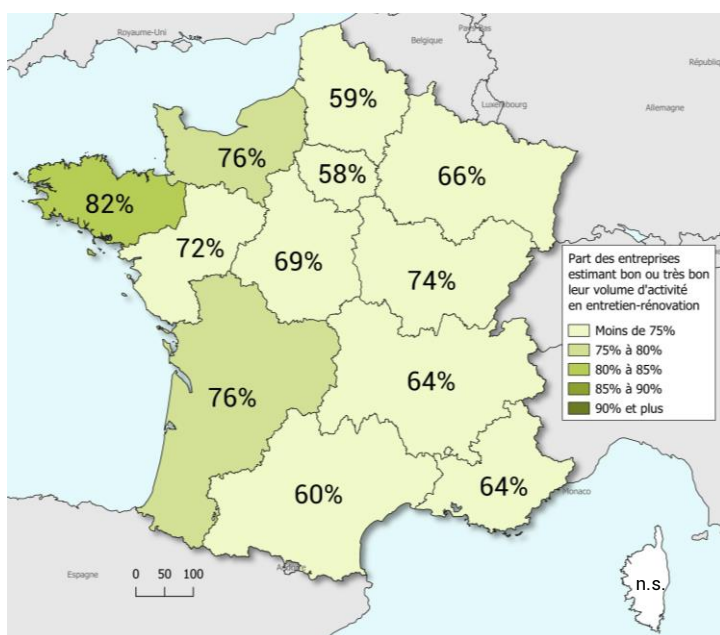 Royaume-Uni
Belgique
Pays-Bas
Luxembourg
Allemagne
Républiqu
59%
76%
58%
66%
82%
72%
69%
74%
Part des entreprises
estimant bon ou très bon
leur volume d'activité
en entretien-rénovation
Moins de 75%
75% à 80%
80% à 85%
85% à 90%
90% et plus
76%
64%
60%
64%
Monaco
Espagne
Andorre
0 50 100
n.s.